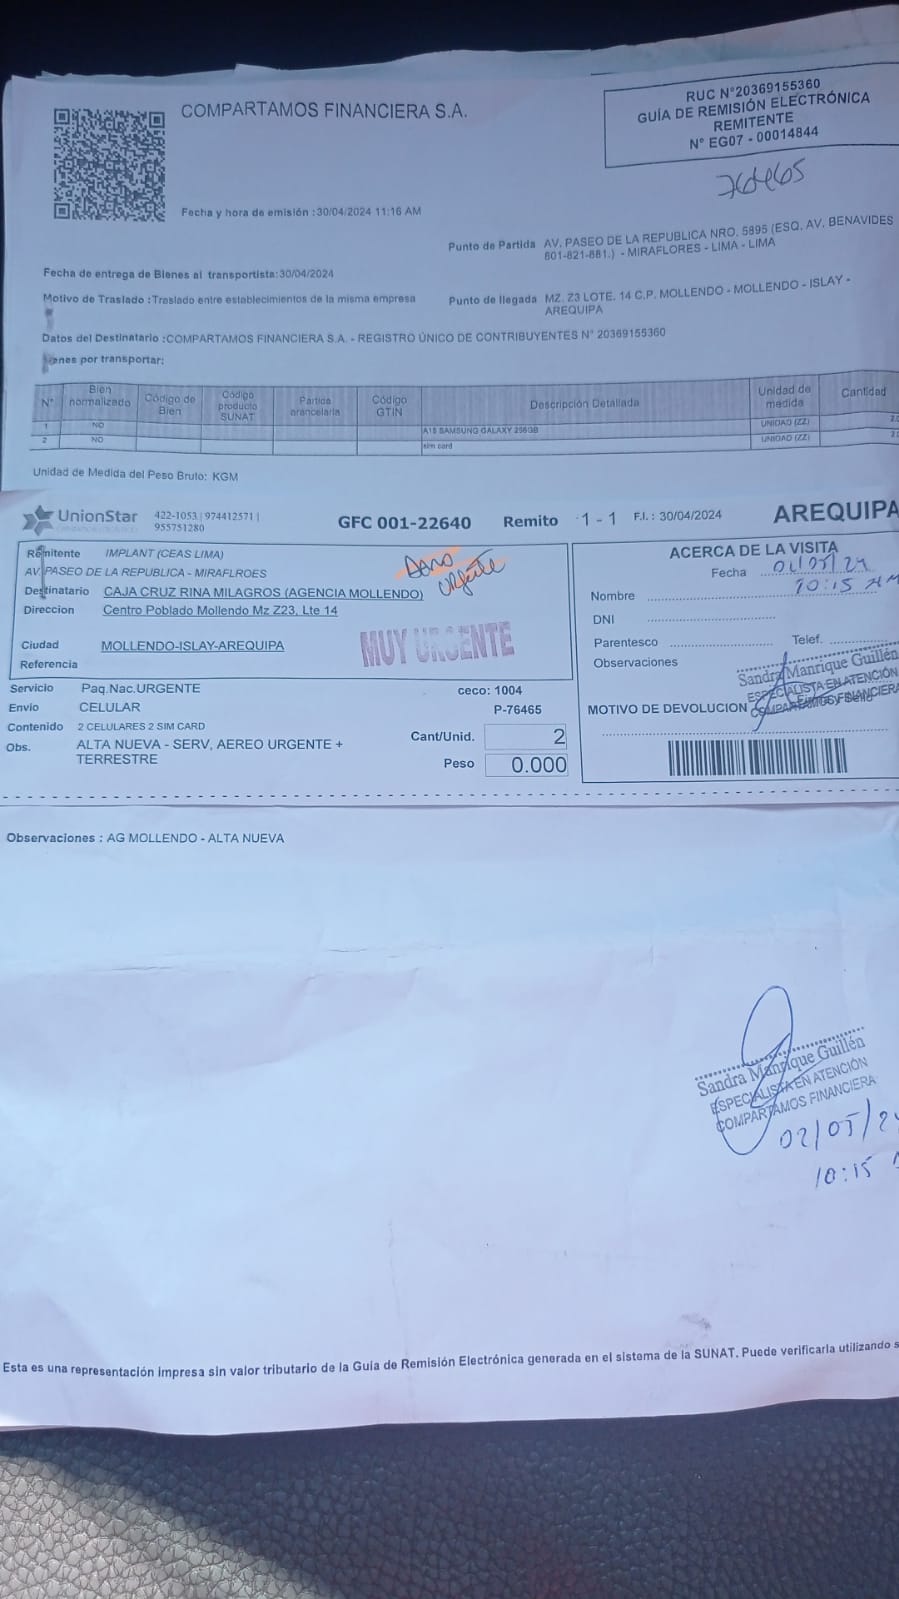 COMPARTAMOS FINANCIERA S.A.
RUC N°20369155360
GUÍA DE REMISIÓN ELECTRÓNICA
REMITENTE
N° EG07 - 00014844
76465
Fecha y hora de emisión :30/04/2024 11:16 AM
Punto de Partida AV. PASEO DE LA REPUBLICA NRO. 5895 (ESQ. AV. BENAVIDES
601-821-881.) - MIRAFLORES - LIMA - LIMA
Fecha de entrega de Bienes al transportista:30/04/2024
Motivo de Traslado :Traslado entre establecimientos de la misma empresa
Punto de llegada MZ. Z3 LOTE. 14 C.P. MOLLENDO - MOLLENDO - ISLAY -
AREQUIPA
Datos del Destinatario :COMPARTAMOS FINANCIERA S.A. - REGISTRO ÚNICO DE CONTRIBUYENTES N° 20369155360
Bienes por transportar:
N° Bien normalizado Código de Bien Código producto SUNAT Partida arancelaria Código GTIN Descripción Detallada Unidad de medida Cantidad
1 NO A15 SAMSUNG GALAXY 256GB UNIDAD (ZZ)
2 NO sim card UNIDAD (ZZ)
Unidad de Medida del Peso Bruto: KGM
UnionStar 422-1053 | 974412571 |
955751280
GFC 001-22640 Remito 1 - 1 F.I.: 30/04/2024 AREQUIPA
Remitente IMPLANT (CEAS LIMA)
AV. PASEO DE LA REPUBLICA - MIRAFLROES
Destinatario CAJA CRUZ RINA MILAGROS (AGENCIA MOLLENDO)
Direccion Centro Poblado Mollendo Mz Z23, Lte 14
Urgente
Ciudad MOLLENDO-ISLAY-AREQUIPA
Referencia
MUY URGENTE
ACERCA DE LA VISITA
Fecha
10:15 AM
Nombre
DNI
Parentesco Telef.
Observaciones
Sandra Manrique Guillén
ESPECIALISTA EN ATENCIÓN
MOTIVO DE DEVOLUCION
Servicio Paq.Nac.URGENTE
Envio CELULAR
Contenido 2 CELULARES 2 SIM CARD
Obs. ALTA NUEVA - SERV, AEREO URGENTE +
TERRESTRE
ceco: 1004
P-76465
Cant/Unid. 2
Peso 0.000
Observaciones : AG MOLLENDO - ALTA NUEVA
Sandra Manrique Guillén
ESPECIALISTA EN ATENCIÓN
COMPARTAMOS FINANCIERA
02/05/24
10:15
Esta es una representación impresa sin valor tributario de la Guía de Remisión Electrónica generada en el sistema de la SUNAT. Puede verificarla utilizando